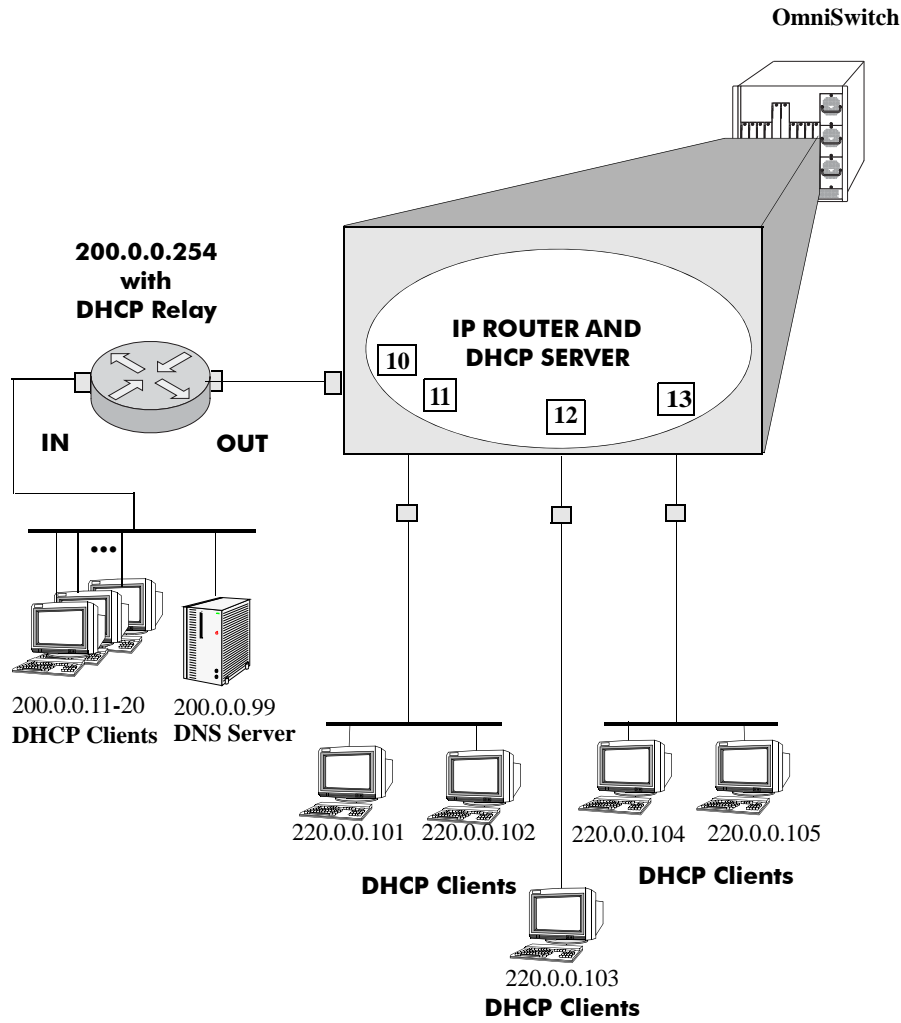 OmniSwitch
200.0.0.254
with
DHCP Relay
IP ROUTER AND
DHCP SERVER
10
11
12
13
IN
OUT
•••
200.0.0.11-20
DHCP Clients
200.0.0.99
DNS Server
220.0.0.101
220.0.0.102
DHCP Clients
220.0.0.104
220.0.0.105
DHCP Clients
220.0.0.103
DHCP Clients